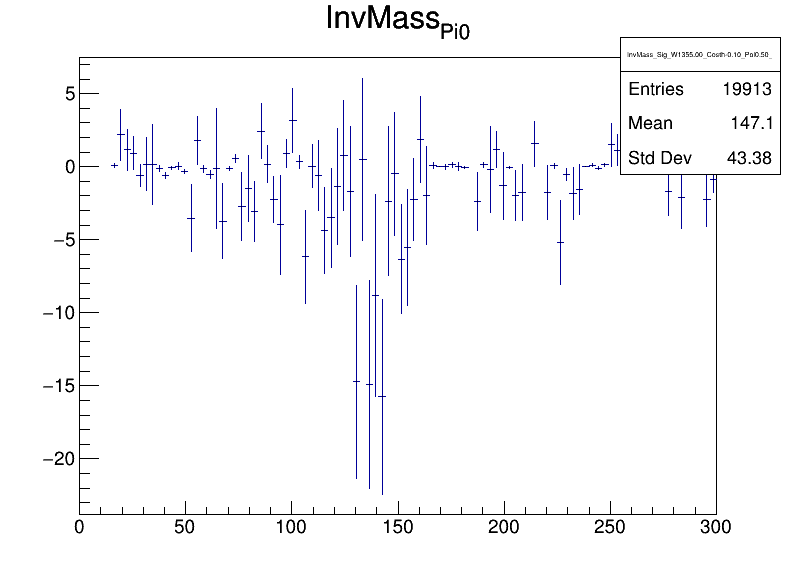 InvMass_Pi0
InvMass_Sig_W1355.00_Costh-0.10_Pol0.50_
Entries 19913
Mean 147.1
Std Dev 43.38
5
0
−5
−10
−15
−20
0 50 100 150 200 250 300